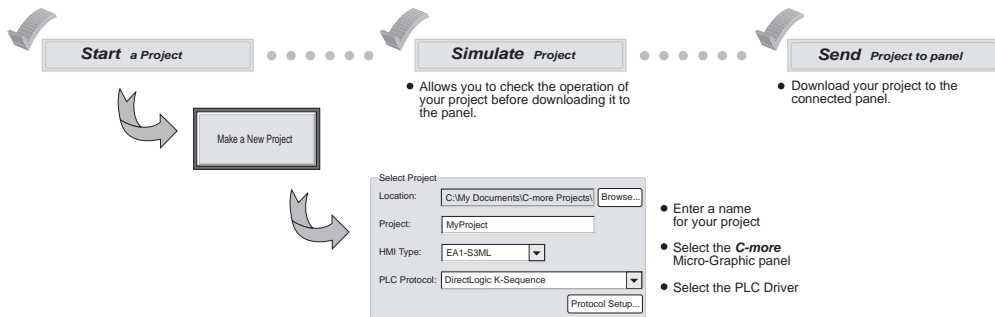 Start a Project
Simulate Project
Send Project to panel
● Allows you to check the operation of
your project before downloading it to
the panel.
● Download your project to the
connected panel.
Make a New Project
Select Project
Location: C:\My Documents\C-more Projects\ Browse...
Project: MyProject
HMI Type: EA1-S3ML
PLC Protocol: DirectLogic K-Sequence
Protocol Setup...
● Enter a name
for your project
● Select the C-more
Micro-Graphic panel
● Select the PLC Driver